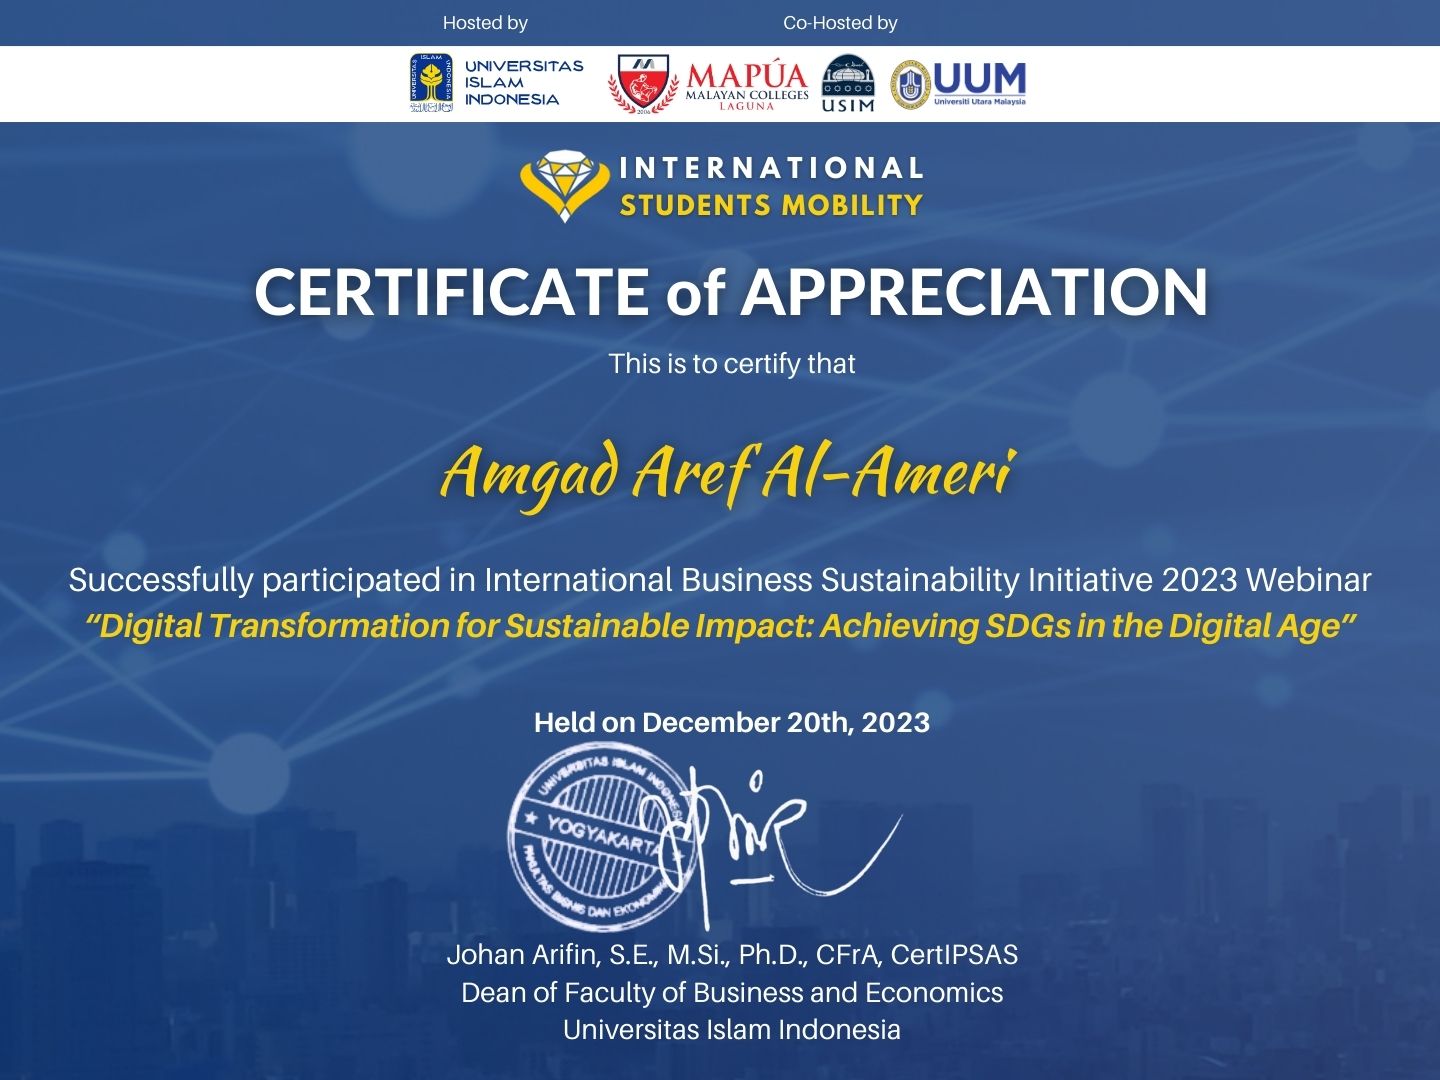 Hosted by
Co-Hosted by
UNIVERSITAS
ISLAM
INDONESIA
UNIVERSITAS ISLAM INDONESIA
MAPÚA
MALAYAN COLLEGES
LAGUNA
2006
USIM
UUM
Universiti Utara Malaysia
INTERNATIONAL
STUDENTS MOBILITY
CERTIFICATE of APPRECIATION
This is to certify that
Amgad Aref Al-Ameri
Successfully participated in International Business Sustainability Initiative 2023 Webinar
“Digital Transformation for Sustainable Impact: Achieving SDGs in the Digital Age”
Held on December 20th, 2023
UNIVERSITAS ISLAM INDONESIA
YOGYAKARTA
FAKULTAS BISNIS DAN EKONOMIKA
Johan Arifin, S.E., M.Si., Ph.D., CFrA, CertIPSAS
Dean of Faculty of Business and Economics
Universitas Islam Indonesia